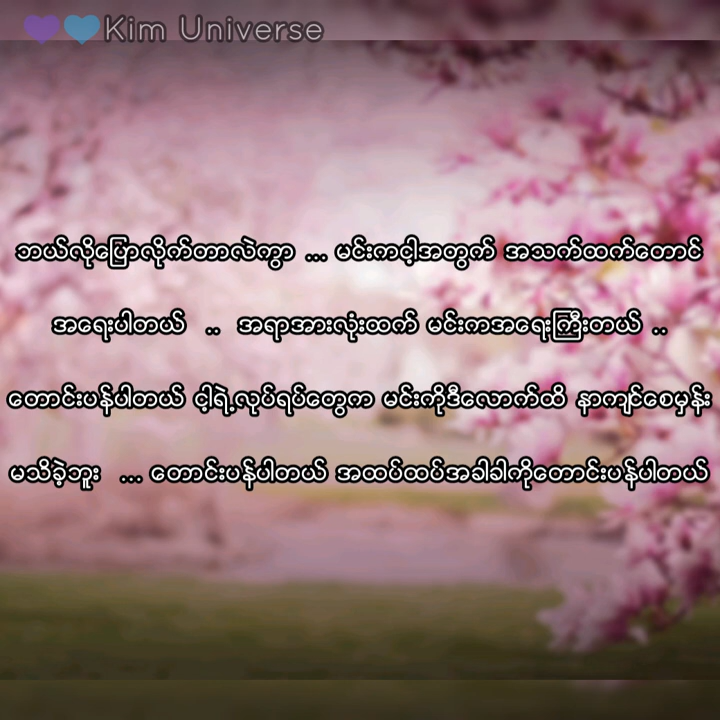 💜💙Kim Universe
ဘယ်လိုပြောလိုက်တာလဲကွာ ... မင်းကငါ့အတွက် အသက်ထက်တောင်
အရေးပါတယ် .. အရာအားလုံးထက် မင်းကအရေးကြီးတယ် ..
တောင်းပန်ပါတယ် ငါ့ရဲ့လုပ်ရပ်တွေက မင်းကိုဒီလောက်ထိ နာကျင်စေမှန်း
မသိခဲ့ဘူး ... တောင်းပန်ပါတယ် အထပ်ထပ်အခါခါကိုတောင်းပန်ပါတယ်